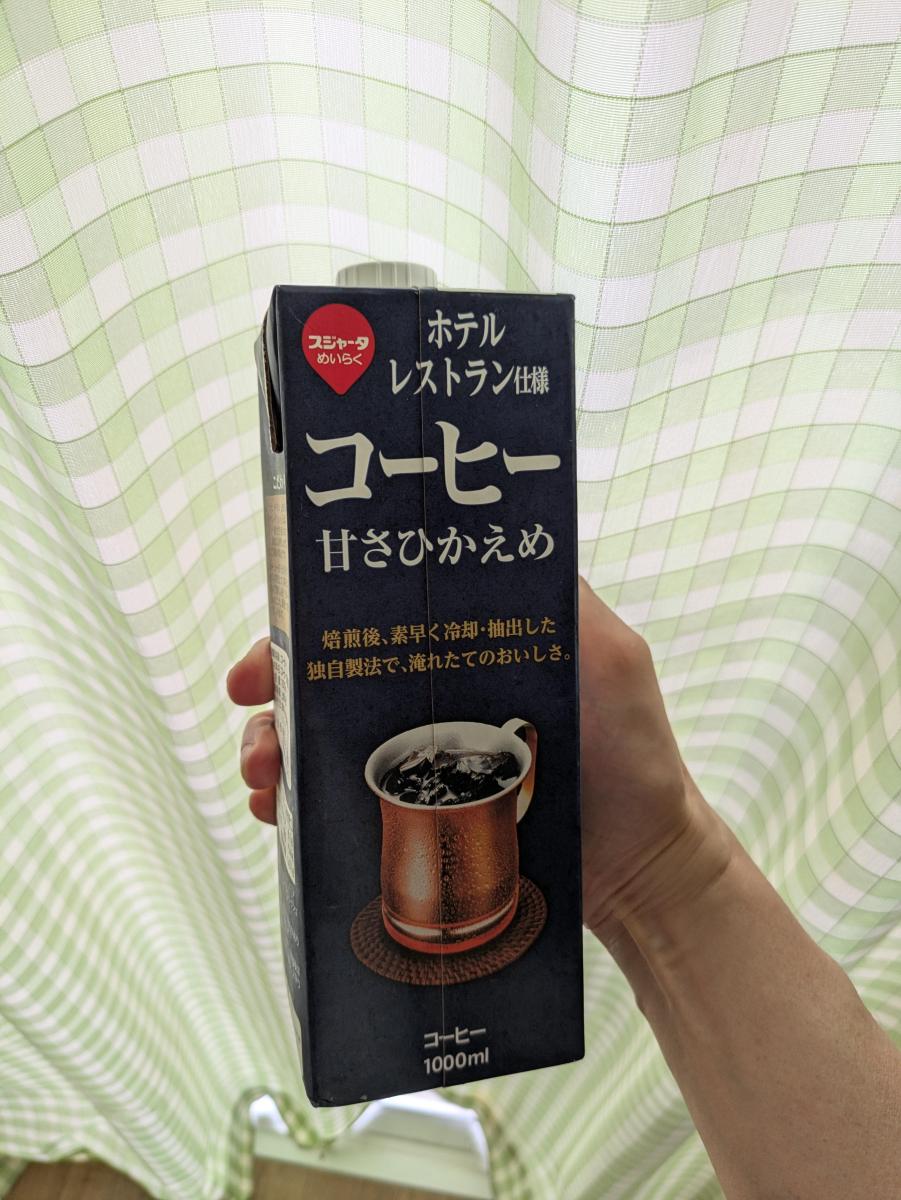 スジャータ
めいらく
ホテル
レストラン仕様
コーヒー
甘さひかえめ
焙煎後、素早く冷却・抽出した
独自製法で、淹れたてのおいしさ。
コーヒー
1000ml